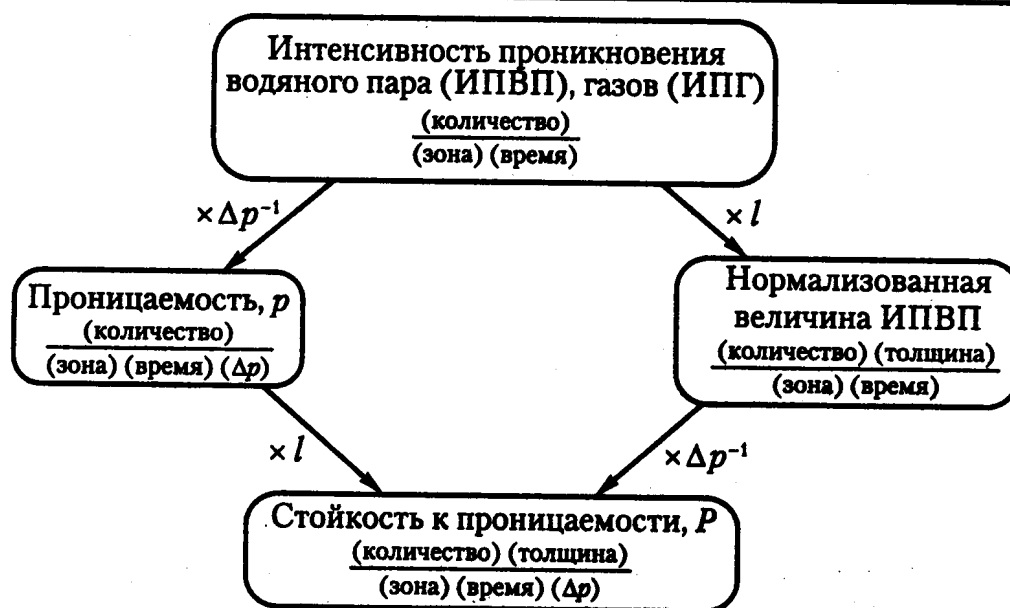 Интенсивность проникновения
водяного пара (ИПВП), газов (ИПГ)
(количество)
(зона) (время)
× Δp⁻¹
× l
Проницаемость, p
(количество)
(зона) (время) (Δp)
Нормализованная
величина ИПВП
(количество) (толщина)
(зона) (время)
× l
× Δp⁻¹
Стойкость к проницаемости, P
(количество) (толщина)
(зона) (время) (Δp)